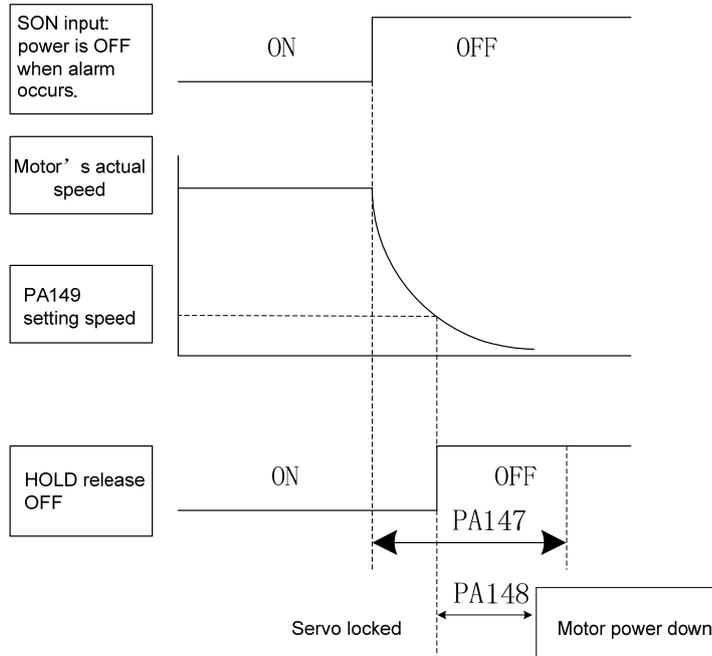 SON input:
power is OFF
when alarm
occurs.
ON
OFF
Motor’s actual
speed
PA149
setting speed
HOLD release
OFF
ON
OFF
PA147
PA148
Servo locked
Motor power down